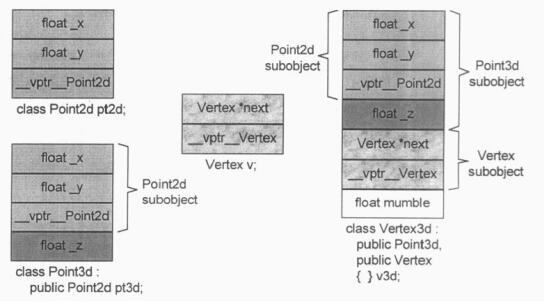 float _x
float _y
__vptr__Point2d
class Point2d pt2d;
float _x
float _y
__vptr__Point2d
float _z
Point2d
subobject
class Point3d :
public Point2d pt3d;
Vertex *next
__vptr__Vertex
Vertex v;
Point2d
subobject
float _x
float _y
__vptr__Point2d
float _z
Vertex *next
__vptr__Vertex
float mumble
Point3d
subobject
Vertex
subobject
class Vertex3d :
public Point3d,
public Vertex
{ } v3d;